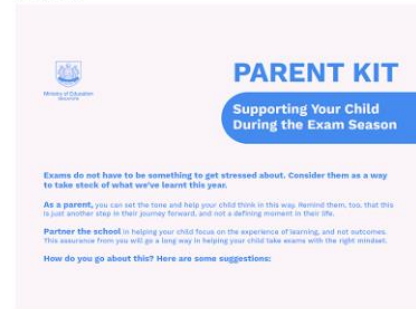 Ministry of Education
SINGAPORE
PARENT KIT
Supporting Your Child
During the Exam Season
Exams do not have to be something to get stressed about. Consider them as a way
to take stock of what we've learnt this year.
As a parent, you can set the tone and help your child think in this way. Remind them, too, that this
is just another step in their journey forward, and not a defining moment in their life.
Partner the school in helping your child focus on the experience of learning, and not outcomes.
This assurance from you will go a long way in helping your child take exams with the right mindset.
How do you go about this? Here are some suggestions: